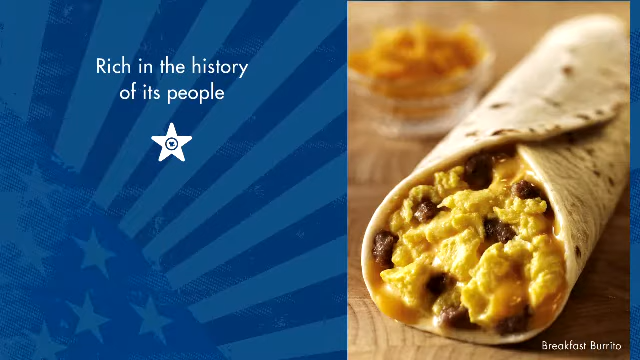 Rich in the history
of its people
Breakfast Burrito